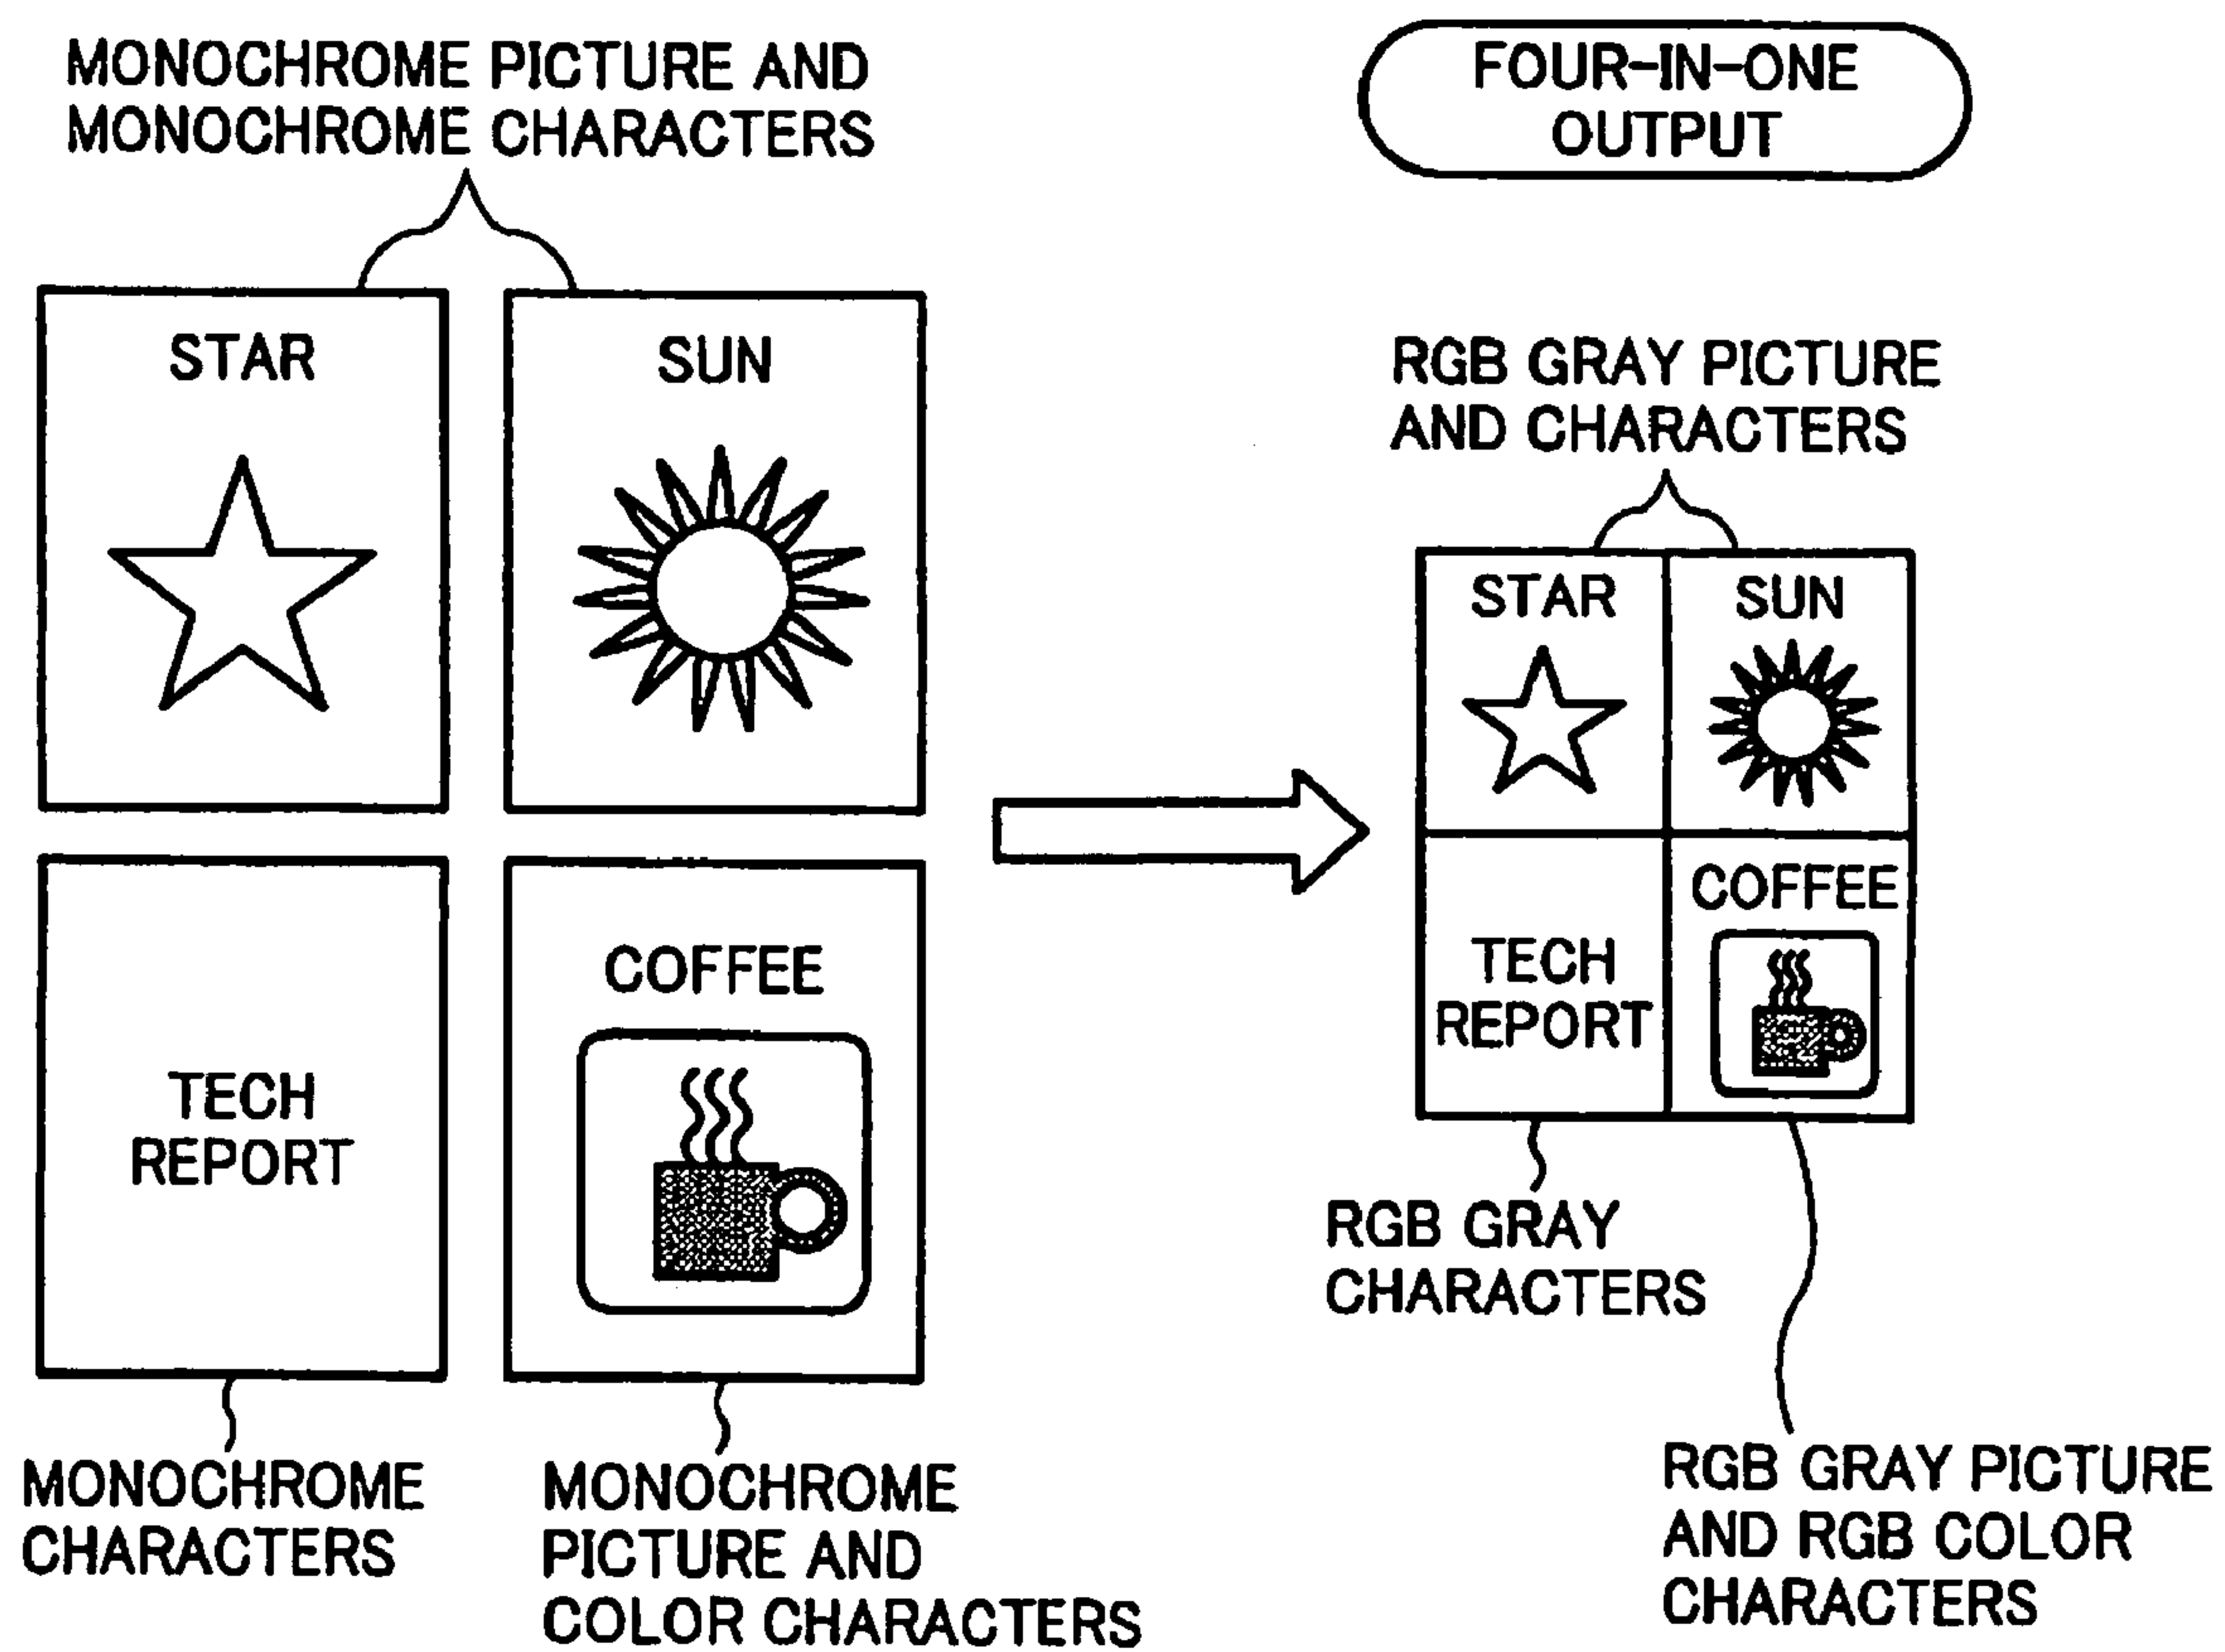 MONOCHROME PICTURE AND
MONOCHROME CHARACTERS
FOUR-IN-ONE
OUTPUT
STAR
SUN
TECH
REPORT
COFFEE
MONOCHROME
CHARACTERS
MONOCHROME
PICTURE AND
COLOR CHARACTERS
RGB GRAY PICTURE
AND CHARACTERS
STAR
SUN
TECH
REPORT
COFFEE
RGB GRAY
CHARACTERS
RGB GRAY PICTURE
AND RGB COLOR
CHARACTERS